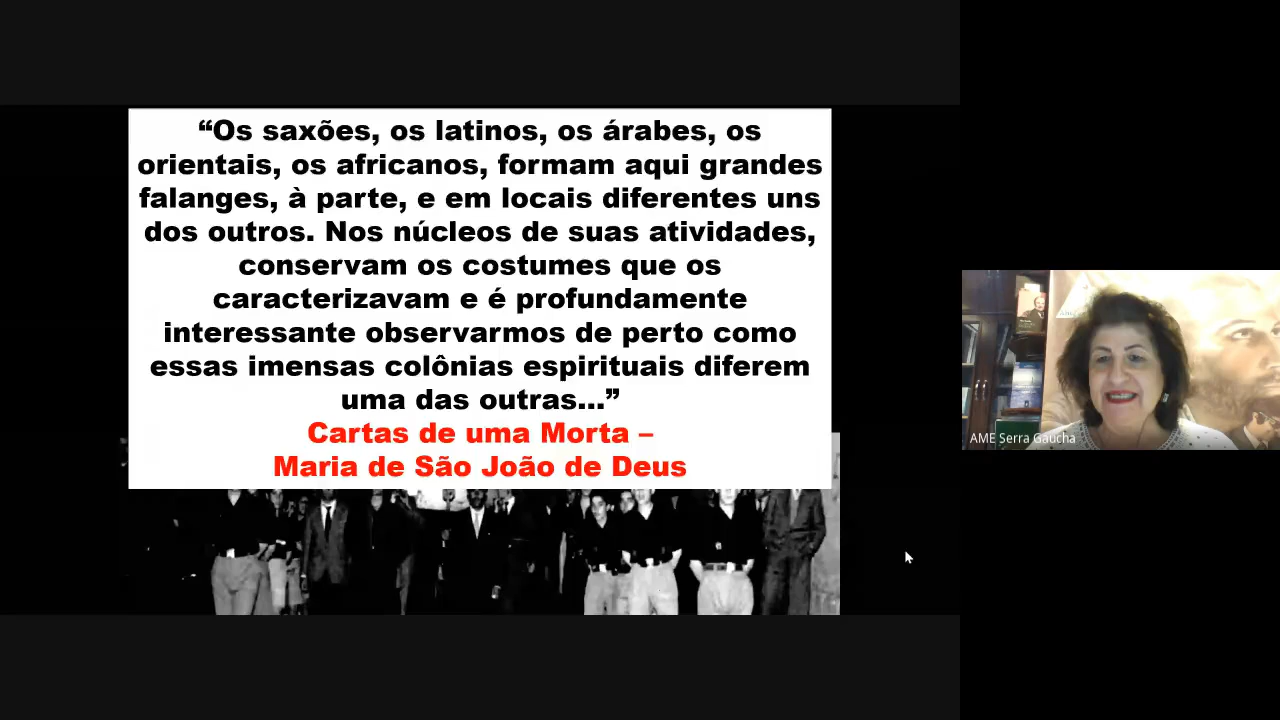 “Os saxões, os latinos, os árabes, os
orientais, os africanos, formam aqui grandes
falanges, à parte, e em locais diferentes uns
dos outros. Nos núcleos de suas atividades,
conservam os costumes que os
caracterizavam e é profundamente
interessante observarmos de perto como
essas imensas colônias espirituais diferem
uma das outras...”
Cartas de uma Morta –
Maria de São João de Deus
AME Serra Gaucha